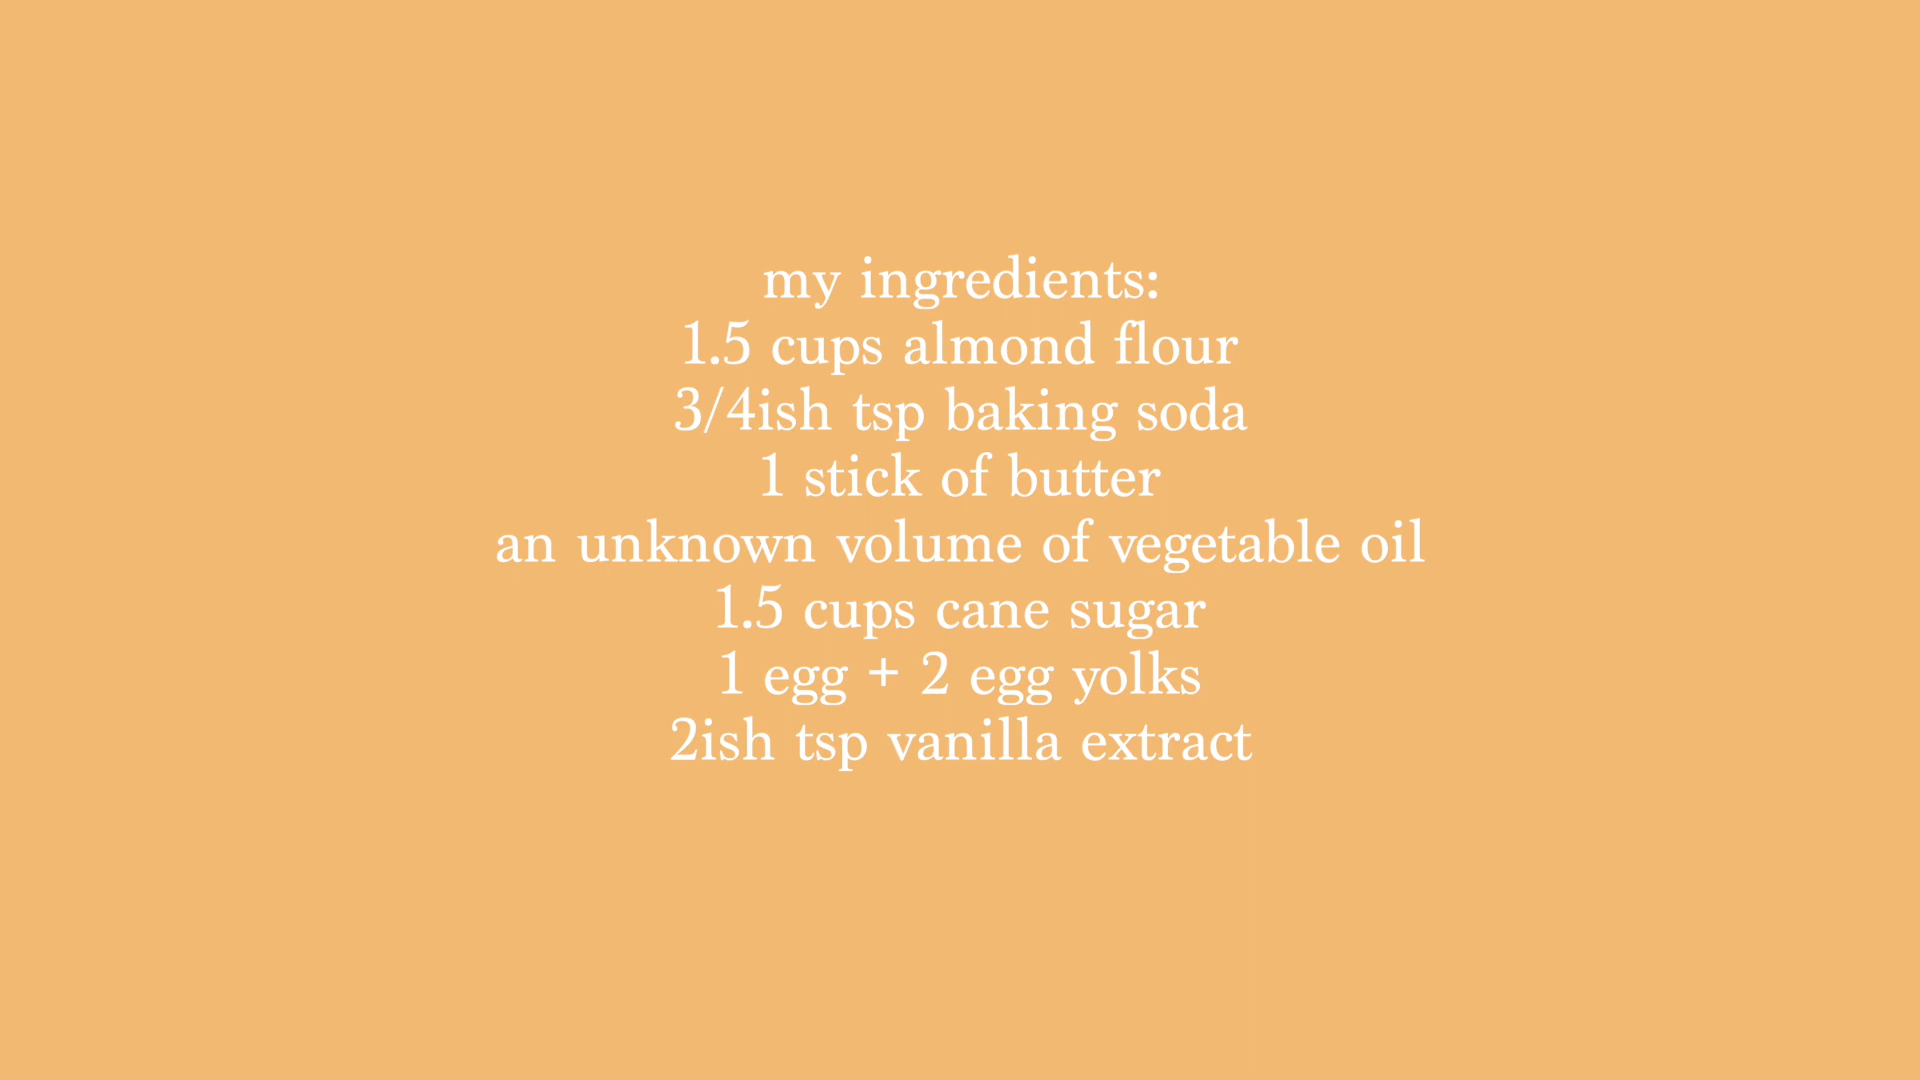 my ingredients:
1.5 cups almond flour
3/4ish tsp baking soda
1 stick of butter
an unknown volume of vegetable oil
1.5 cups cane sugar
1 egg + 2 egg yolks
2ish tsp vanilla extract